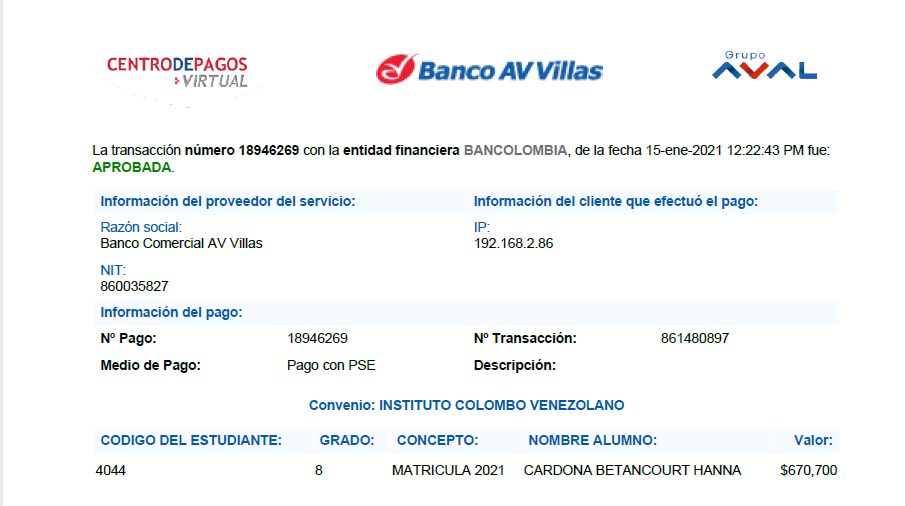 CENTRODEPAGOS
VIRTUAL
Banco AV Villas
Grupo
AVAL
La transacción número 18946269 con la entidad financiera BANCOLOMBIA, de la fecha 15-ene-2021 12:22:43 PM fue:
APROBADA.
Información del proveedor del servicio: Información del cliente que efectuó el pago:
Razón social: IP:
Banco Comercial AV Villas 192.168.2.86
NIT:
860035827
Información del pago:
Nº Pago: 18946269 Nº Transacción: 861480897
Medio de Pago: Pago con PSE Descripción:
Convenio: INSTITUTO COLOMBO VENEZOLANO
CODIGO DEL ESTUDIANTE: GRADO: CONCEPTO: NOMBRE ALUMNO: Valor:
4044 8 MATRICULA 2021 CARDONA BETANCOURT HANNA $670,700